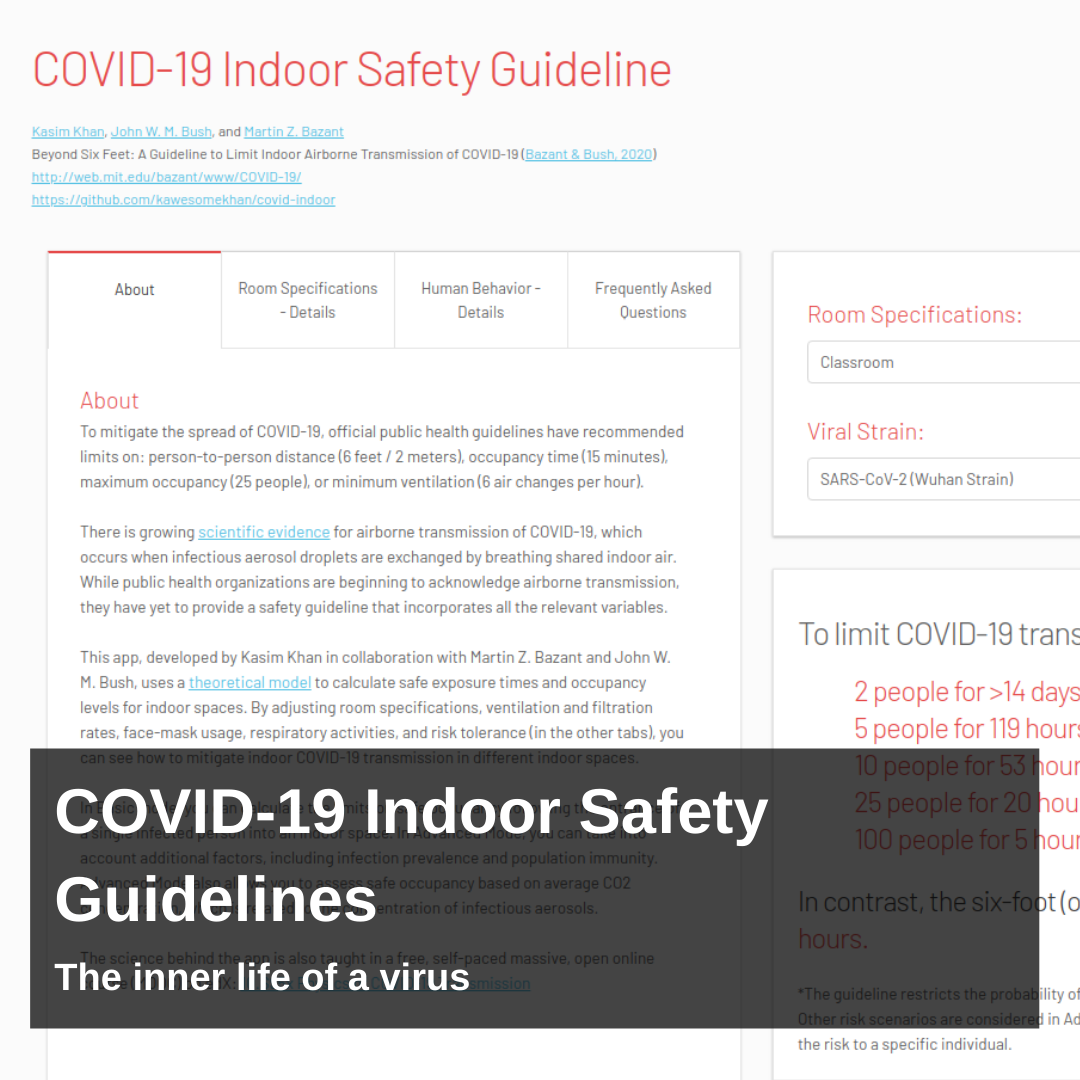 COVID-19 Indoor Safety Guideline
Kasim Khan, John W. M. Bush, and Martin Z. Bazant
Beyond Six Feet: A Guideline to Limit Indoor Airborne Transmission of COVID-19 (Bazant & Bush, 2020)
http://web.mit.edu/bazant/www/COVID-19/
https://github.com/kawesomekhan/covid-indoor
About
Room Specifications
- Details
Human Behavior -
Details
Frequently Asked
Questions
About
To mitigate the spread of COVID-19, official public health guidelines have recommended
limits on: person-to-person distance (6 feet / 2 meters), occupancy time (15 minutes),
maximum occupancy (25 people), or minimum ventilation (6 air changes per hour).
There is growing scientific evidence for airborne transmission of COVID-19, which
occurs when infectious aerosol droplets are exchanged by breathing shared indoor air.
While public health organizations are beginning to acknowledge airborne transmission,
they have yet to provide a safety guideline that incorporates all the relevant variables.
This app, developed by Kasim Khan in collaboration with Martin Z. Bazant and John W.
M. Bush, uses a theoretical model to calculate safe exposure times and occupancy
levels for indoor spaces. By adjusting room specifications, ventilation and filtration
rates, face-mask usage, respiratory activities, and risk tolerance (in the other tabs), you
can see how to mitigate indoor COVID-19 transmission in different indoor spaces.
a single infected person into an indoor space. In Advanced Mode, you can take into
account additional factors, including infection prevalence and population immunity.
Advanced Mode also allows you to assess safe occupancy based on average CO2
concentration of infectious aerosols.
The science behind the app is also taught in a free, self-paced massive, open online
Room Specifications:
Classroom
Viral Strain:
SARS-CoV-2 (Wuhan Strain)
To limit COVID-19 trans
2 people for >14 days
5 people for 119 hours
10 people for 53 hour
25 people for 20 hou
100 people for 5 hour
In contrast, the six-foot (o
hours.
*The guideline restricts the probability of
Other risk scenarios are considered in Ad
the risk to a specific individual.
COVID-19 Indoor Safety
Guidelines
The inner life of a virus